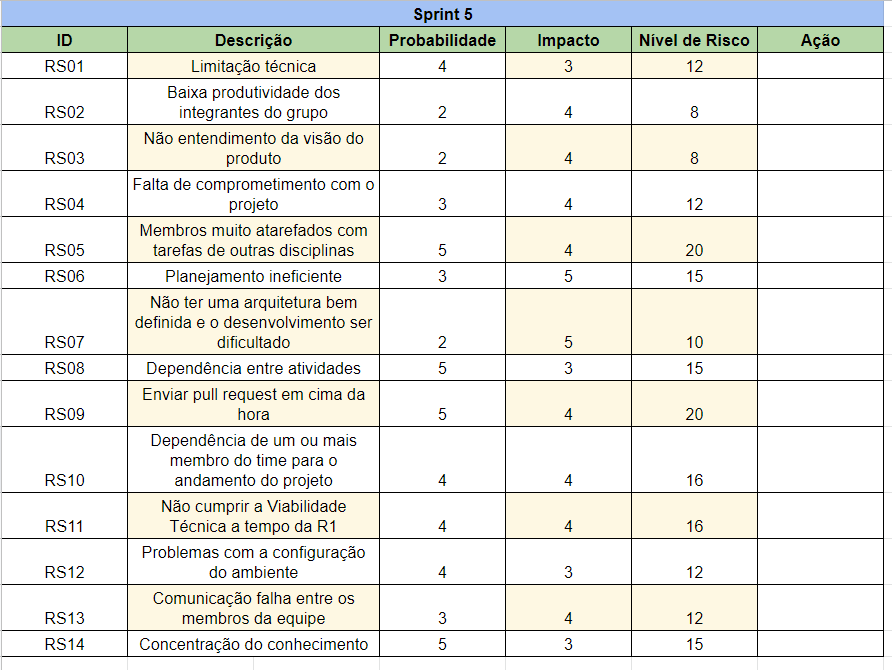 Sprint 5
ID Descrição Probabilidade Impacto Nível de Risco Ação
RS01 Limitação técnica 4 3 12
Baixa produtividade dos
RS02 integrantes do grupo 2 4 8
Não entendimento da visão do
RS03 produto 2 4 8
Falta de comprometimento com o
RS04 projeto 3 4 12
Membros muito atarefados com
RS05 tarefas de outras disciplinas 5 4 20
RS06 Planejamento ineficiente 3 5 15
Não ter uma arquitetura bem
definida e o desenvolvimento ser
RS07 dificultado 2 5 10
RS08 Dependência entre atividades 5 3 15
Enviar pull request em cima da
RS09 hora 5 4 20
Dependência de um ou mais
membro do time para o
RS10 andamento do projeto 4 4 16
Não cumprir a Viabilidade
RS11 Técnica a tempo da R1 4 4 16
Problemas com a configuração
RS12 do ambiente 4 3 12
Comunicação falha entre os
RS13 membros da equipe 3 4 12
RS14 Concentração do conhecimento 5 3 15